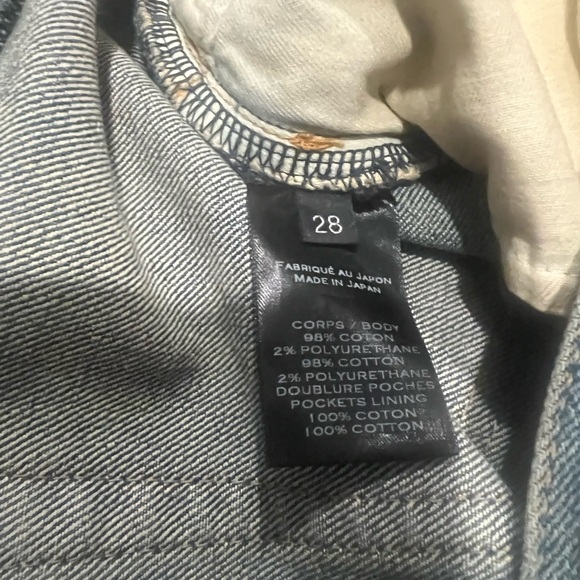 28
FABRIQUÉ AU JAPON
MADE IN JAPAN
CORPS / BODY
98% COTON
2% POLYURETHANE
98% COTTON
2% POLYURETHANE
DOUBLURE POCHES
POCKETS LINING
100% COTON
100% COTTON